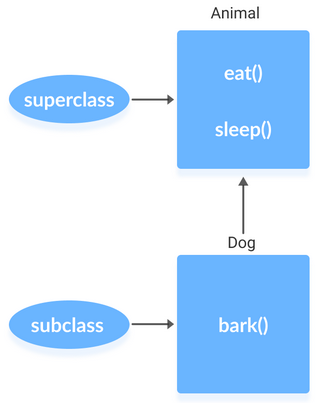 Animal
eat()
superclass
sleep()
Dog
subclass
bark()